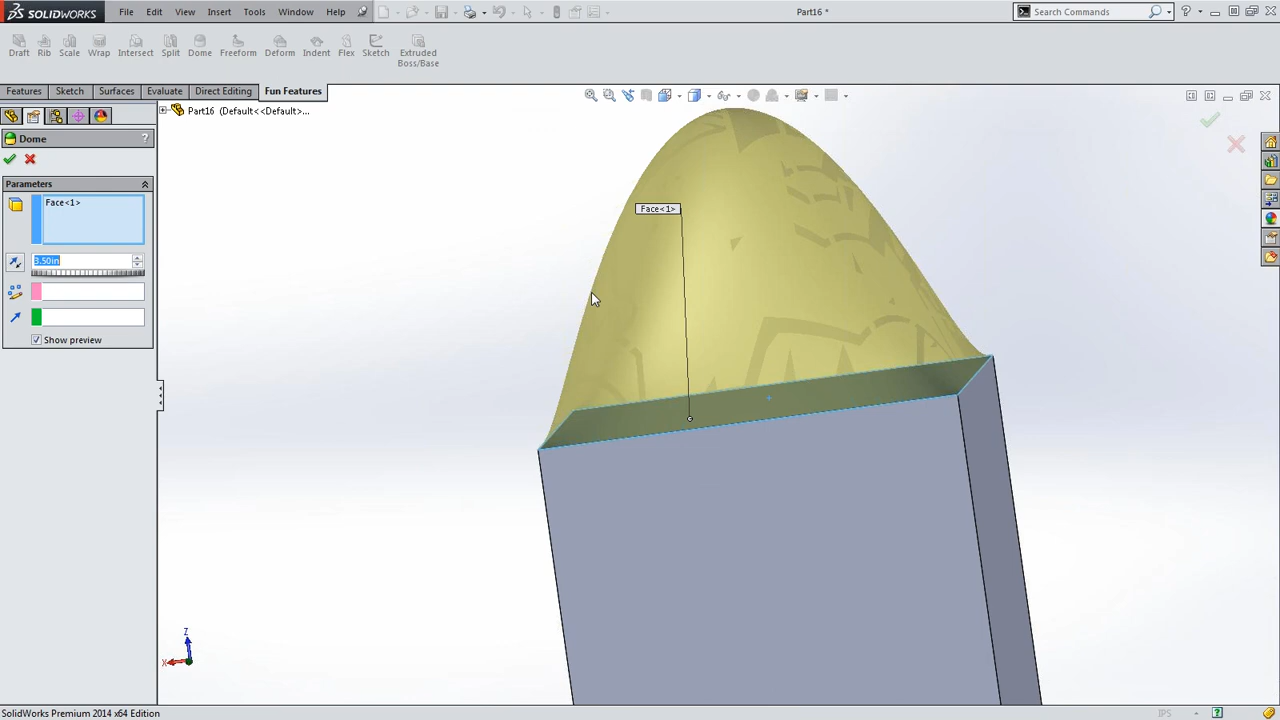 SOLIDWORKS
File Edit View Insert Tools Window Help
Part16 *
Search Commands
Draft Rib Scale Wrap Intersect Split Dome Freeform Deform Indent Flex Sketch Extruded Boss/Base
Features Sketch Surfaces Evaluate Direct Editing Fun Features
Part16 (Default<<Default>...
Dome
?
Parameters
Face<1>
3.50in
Show preview
Face<1>
Z
X
SolidWorks Premium 2014 x64 Edition
IPS